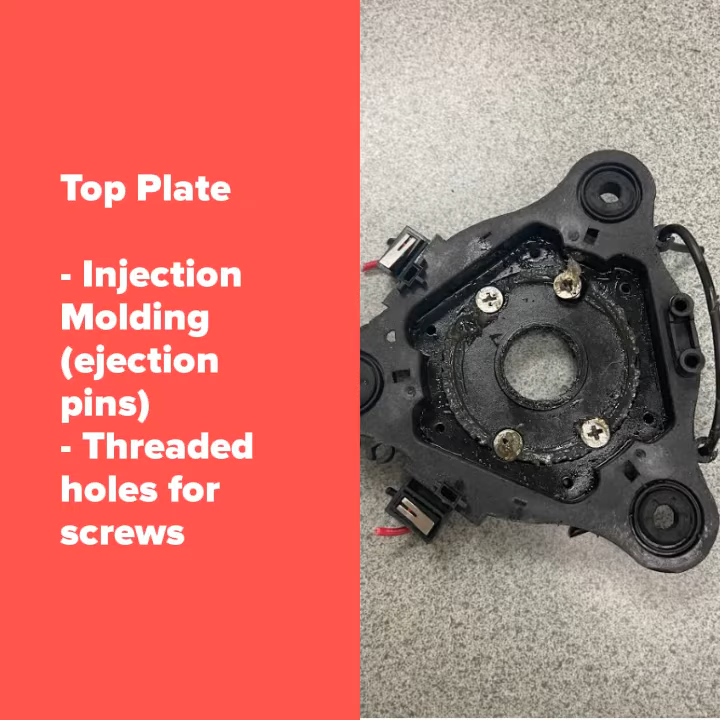 Top Plate
- Injection
Molding
(ejection
pins)
- Threaded
holes for
screws